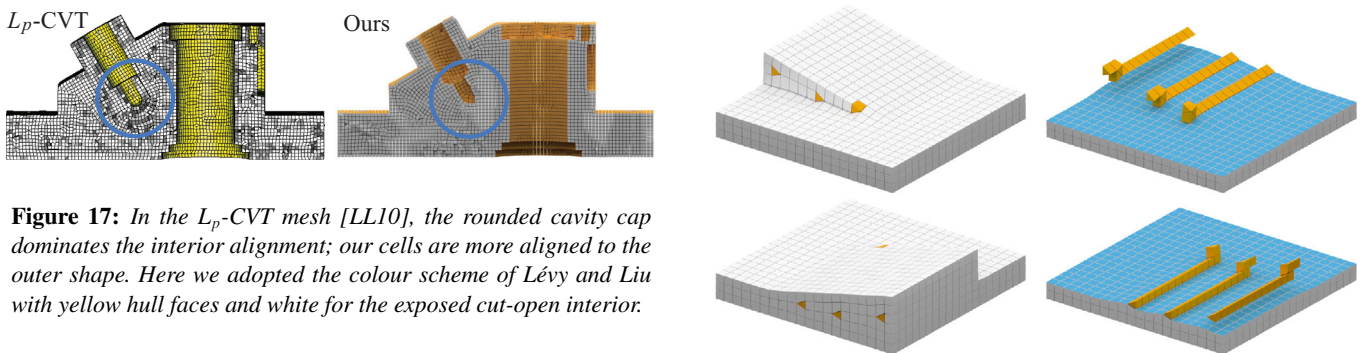 Lp-CVT
Ours
Figure 17: In the Lp-CVT mesh [LL10], the rounded cavity cap
dominates the interior alignment; our cells are more aligned to the
outer shape. Here we adopted the colour scheme of Lévy and Liu
with yellow hull faces and white for the exposed cut-open interior.